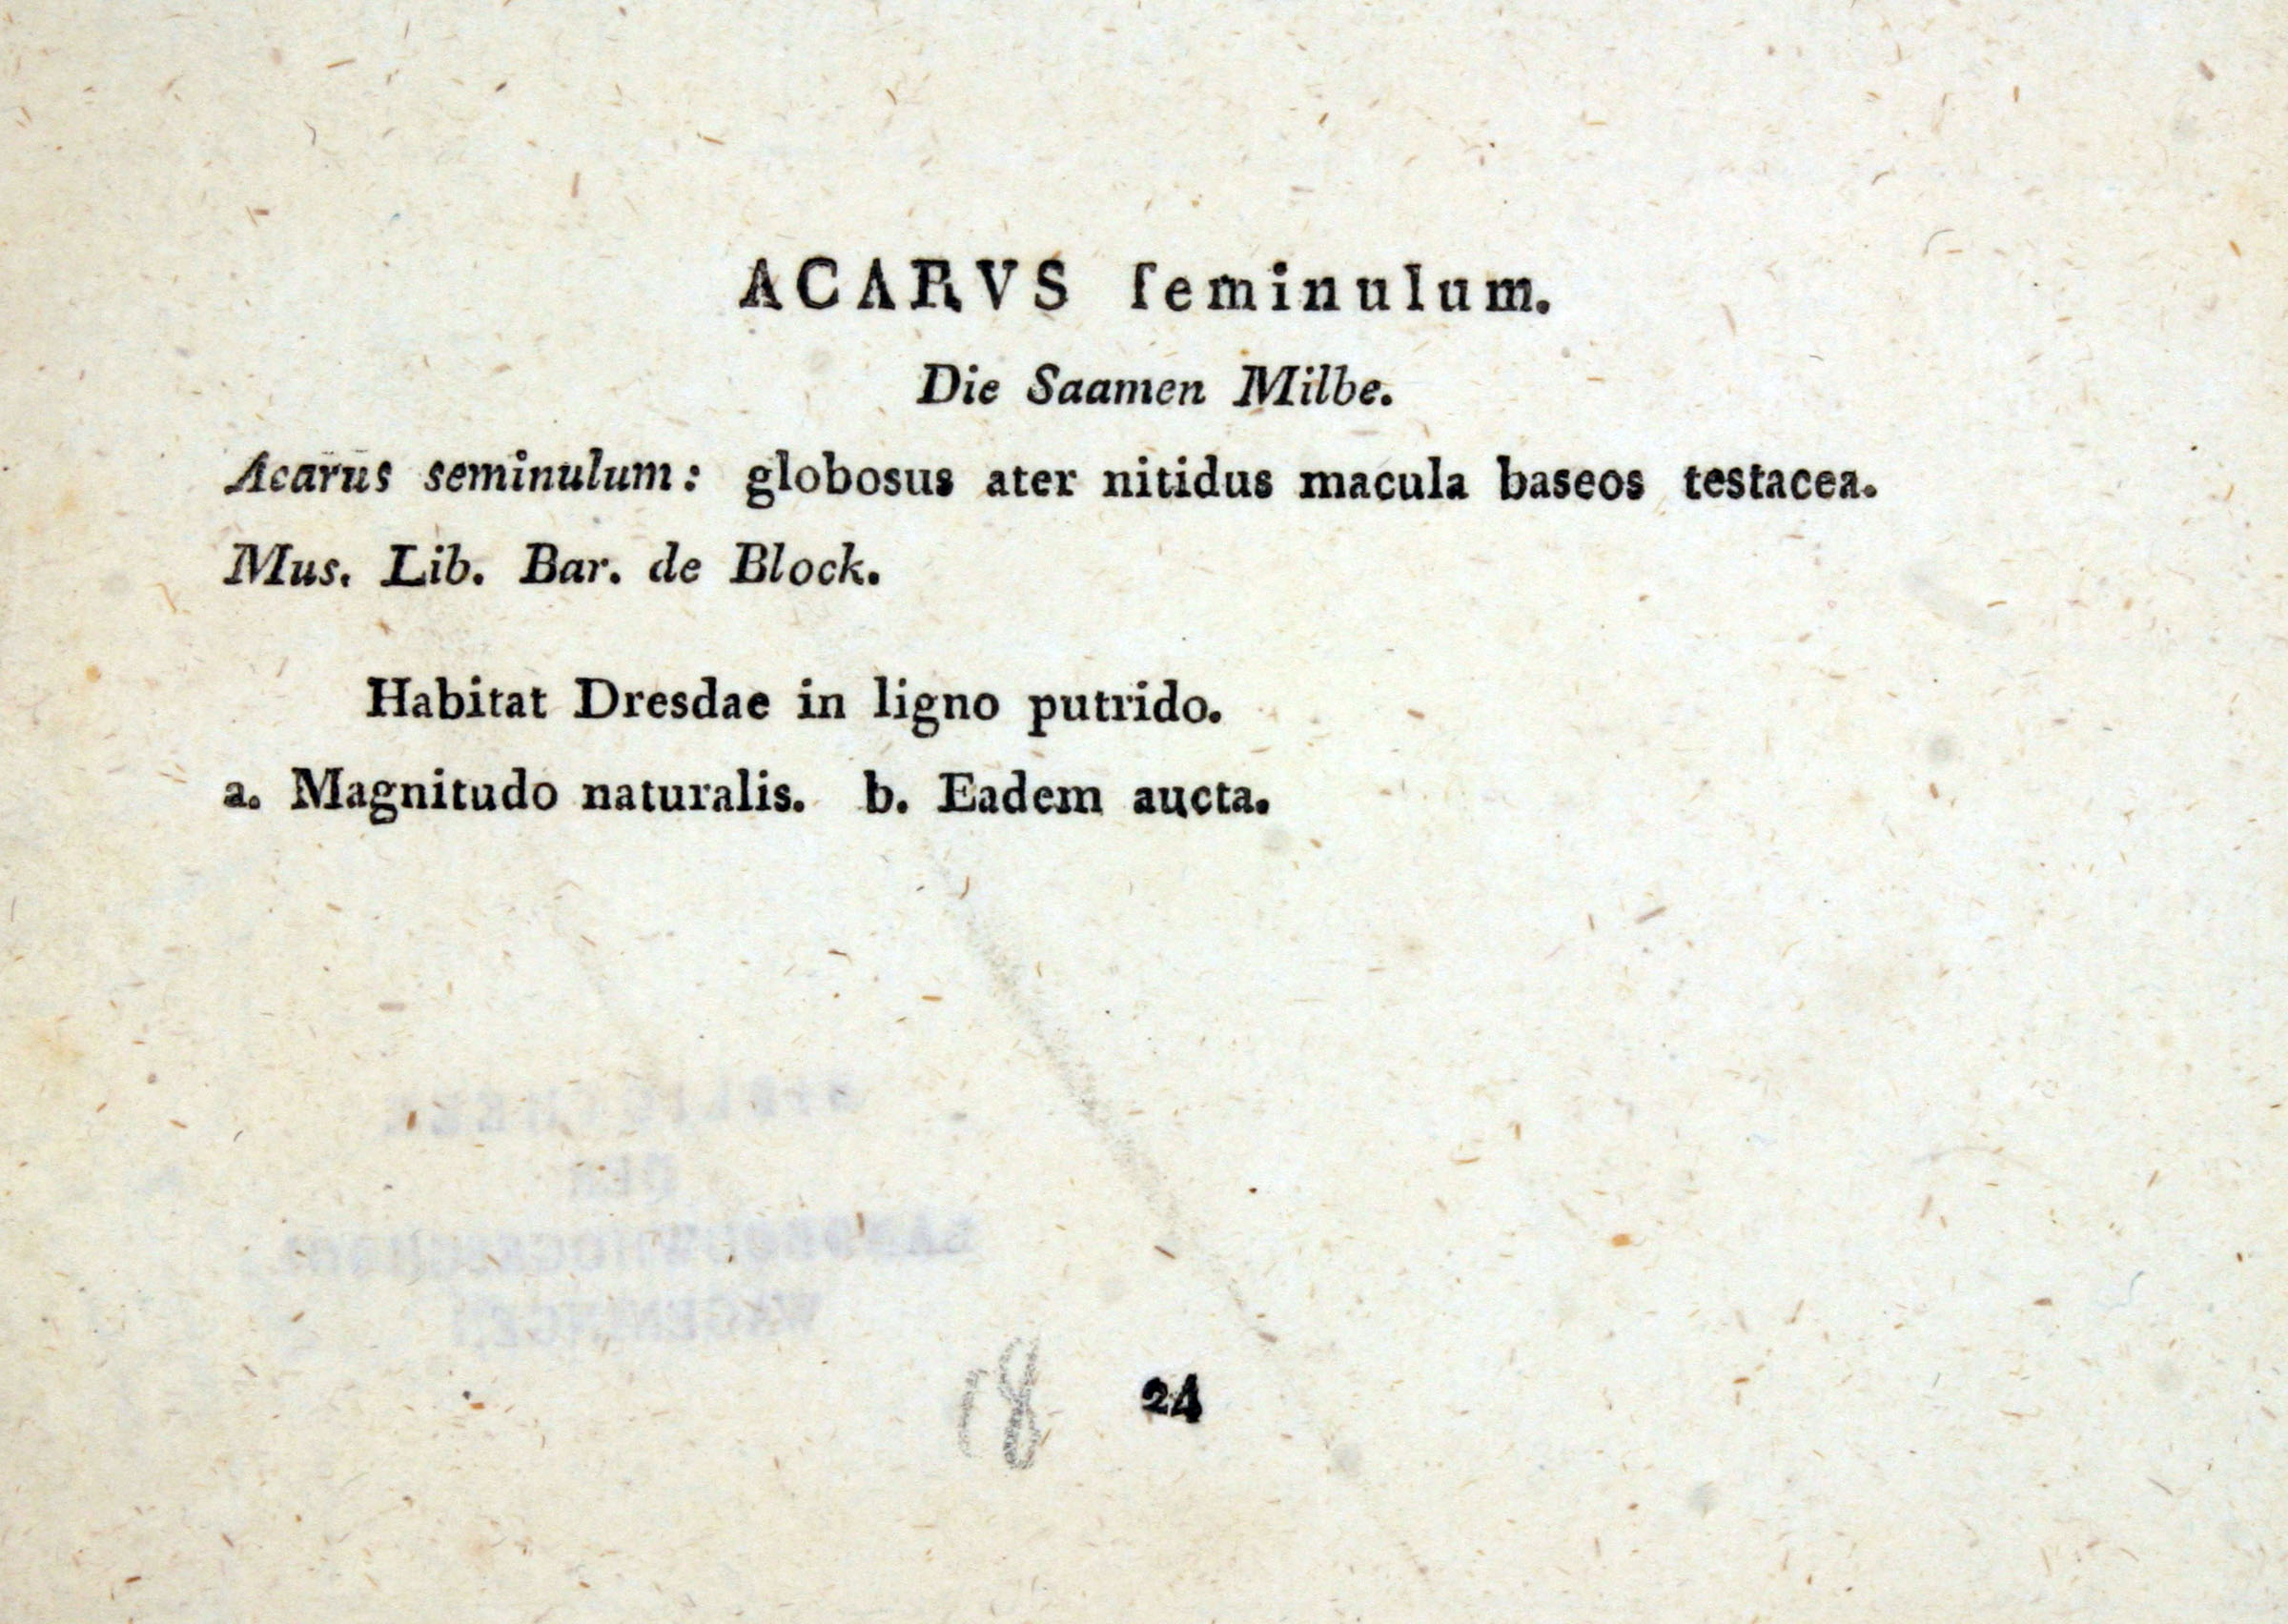 ACARVS ſeminulum.
Die Saamen Milbe.
Acarus seminulum: globosus ater nitidus macula baseos testacea.
Mus. Lib. Bar. de Block.
Habitat Dresdae in ligno putrido.
a. Magnitudo naturalis. b. Eadem aucta.
18 24